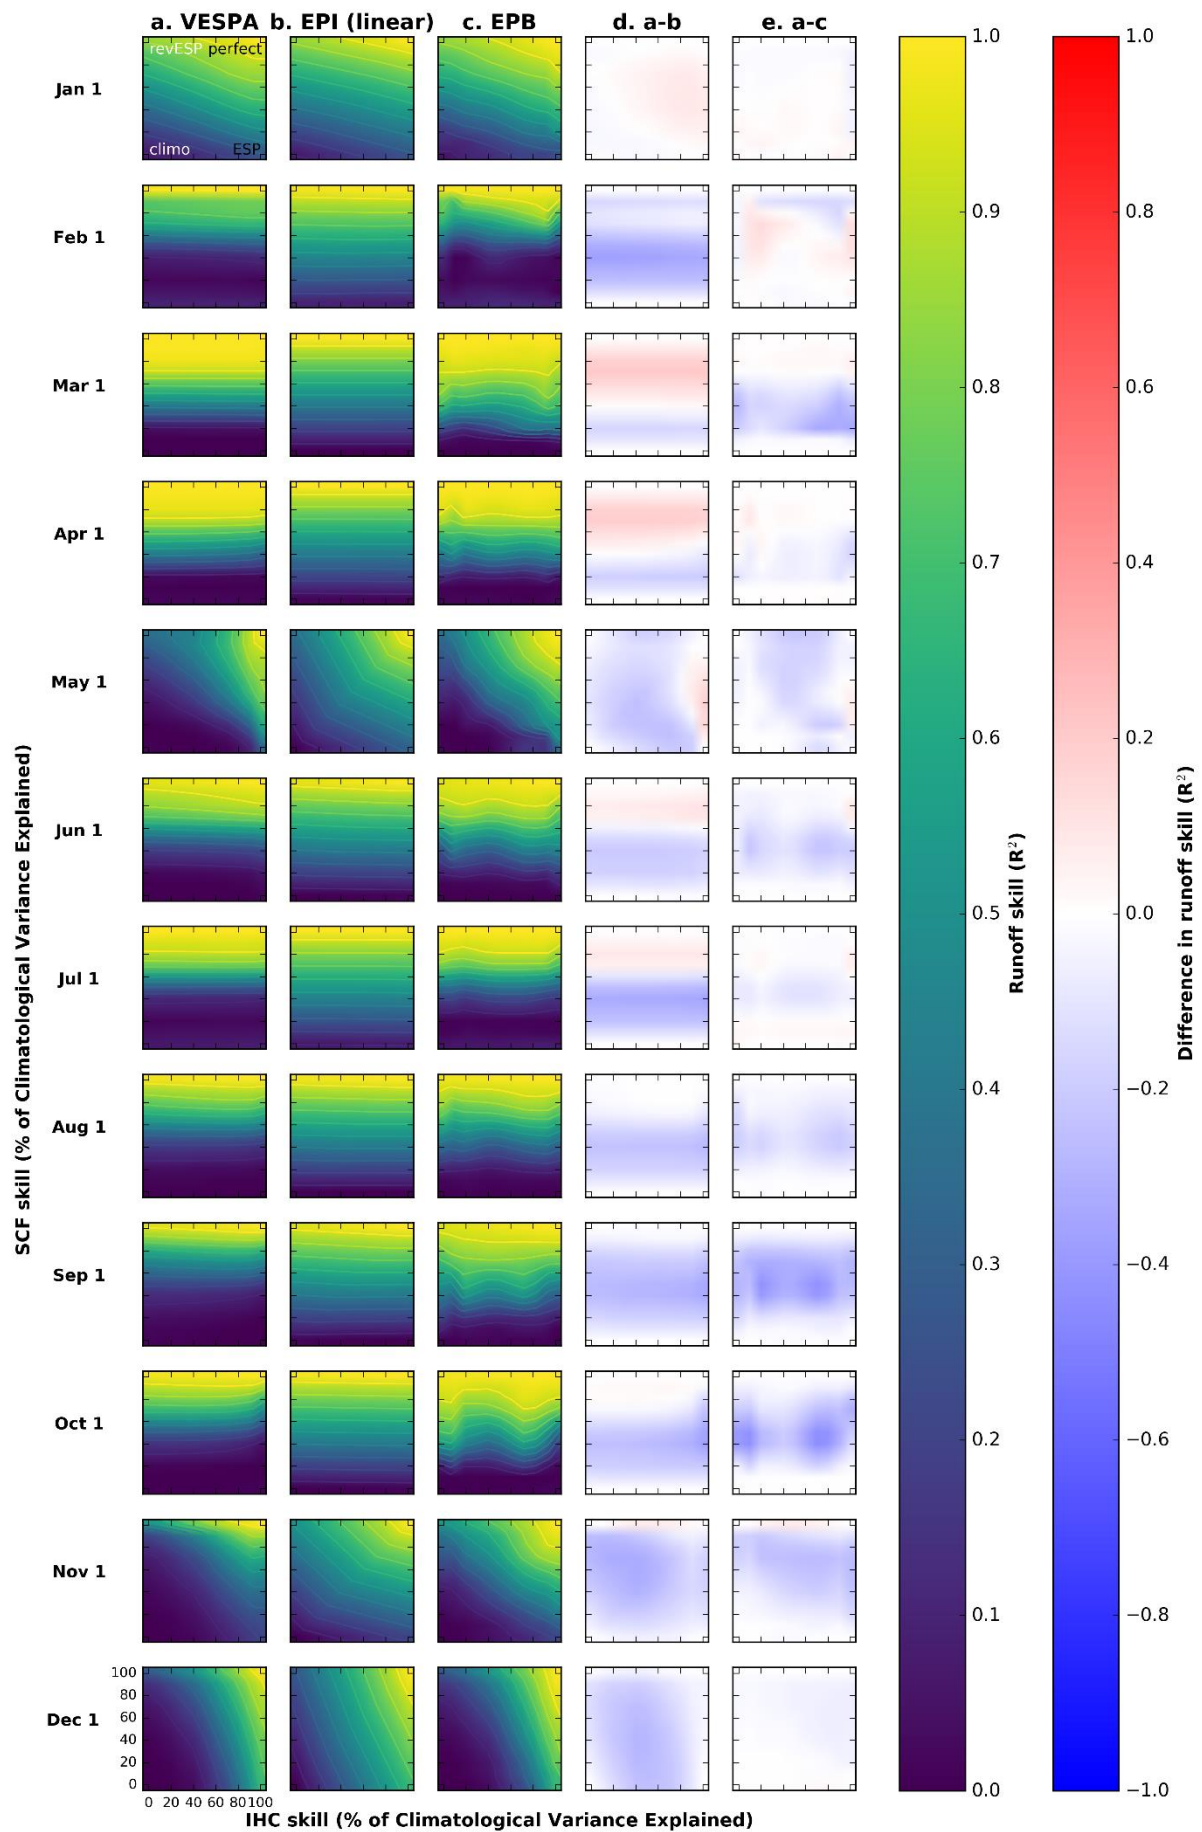 a. VESPA b. EPI (linear) c. EPB d. a-b e. a-c
revESP perfect
climo ESP
Jan 1
Feb 1
Mar 1
Apr 1
May 1
Jun 1
Jul 1
Aug 1
Sep 1
Oct 1
Nov 1
Dec 1
100
80
60
40
20
0
0 20 40 60 80 100
SCF skill (% of Climatological Variance Explained)
IHC skill (% of Climatological Variance Explained)
1.0
0.9
0.8
0.7
0.6
0.5
0.4
0.3
0.2
0.1
0.0
Runoff skill (R²)
1.0
0.8
0.6
0.4
0.2
0.0
−0.2
−0.4
−0.6
−0.8
−1.0
Difference in runoff skill (R²)